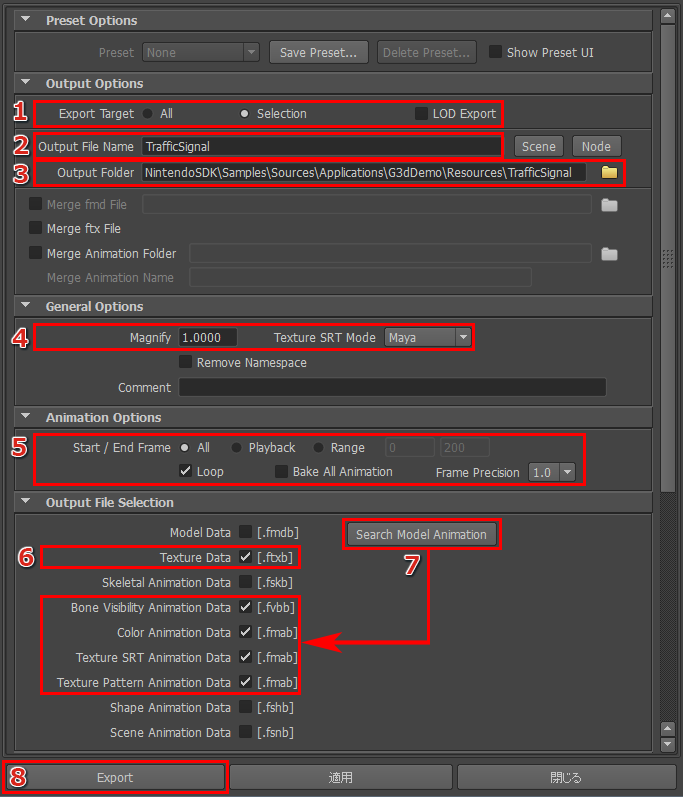 Preset Options
Preset None Save Preset... Delete Preset... Show Preset UI
Output Options
1 Export Target All Selection LOD Export
2 Output File Name TrafficSignal Scene Node
3 Output Folder NintendoSDK\Samples\Sources\Applications\G3dDemo\Resources\TrafficSignal
Merge fmd File
Merge ftx File
Merge Animation Folder
Merge Animation Name
General Options
4 Magnify 1.0000 Texture SRT Mode Maya
Remove Namespace
Comment
Animation Options
5 Start / End Frame All Playback Range 0 200
Loop Bake All Animation Frame Precision 1.0
Output File Selection
Model Data [.fmdb] Search Model Animation
6 Texture Data [.ftxb] 7
Skeletal Animation Data [.fskb]
Bone Visibility Animation Data [.fvbb]
Color Animation Data [.fmab]
Texture SRT Animation Data [.fmab]
Texture Pattern Animation Data [.fmab]
Shape Animation Data [.fshb]
Scene Animation Data [.fsnb]
8 Export 適用 閉じる